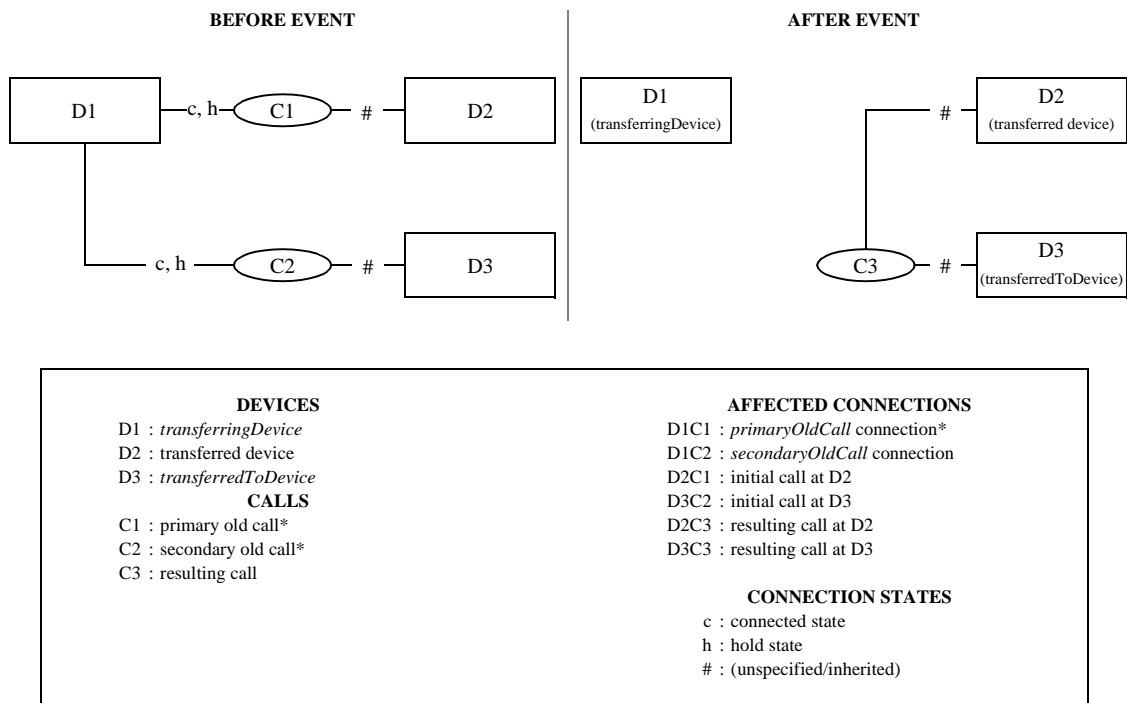 BEFORE EVENT
AFTER EVENT
D1
c, h
C1
#
D2
c, h
C2
#
D3
D1
(transferringDevice)
#
D2
(transferred device)
C3
#
D3
(transferredToDevice)
DEVICES
D1 : transferringDevice
D2 : transferred device
D3 : transferredToDevice
CALLS
C1 : primary old call*
C2 : secondary old call*
C3 : resulting call
AFFECTED CONNECTIONS
D1C1 : primaryOldCall connection*
D1C2 : secondaryOldCall connection
D2C1 : initial call at D2
D3C2 : initial call at D3
D2C3 : resulting call at D2
D3C3 : resulting call at D3
CONNECTION STATES
c : connected state
h : hold state
# : (unspecified/inherited)